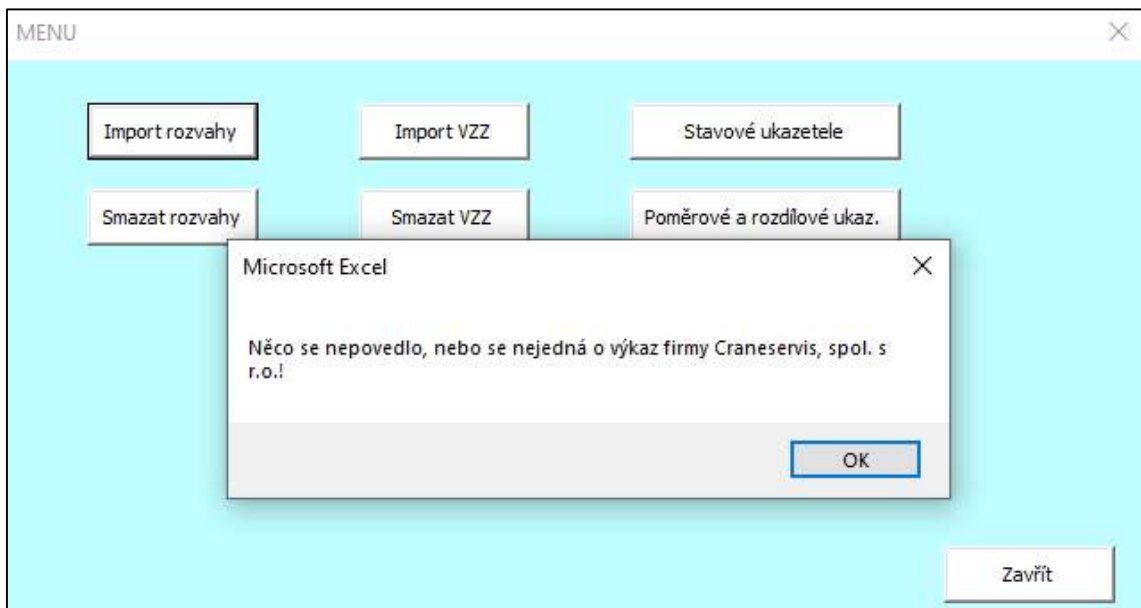 MENU
Import rozvahy
Import VZZ
Stavové ukazetele
Smazat rozvahy
Smazat VZZ
Poměrové a rozdílové ukaz.
Microsoft Excel
Něco se nepovedlo, nebo se nejedná o výkaz firmy Craneservis, spol. s
r.o.!
OK
Zavřít